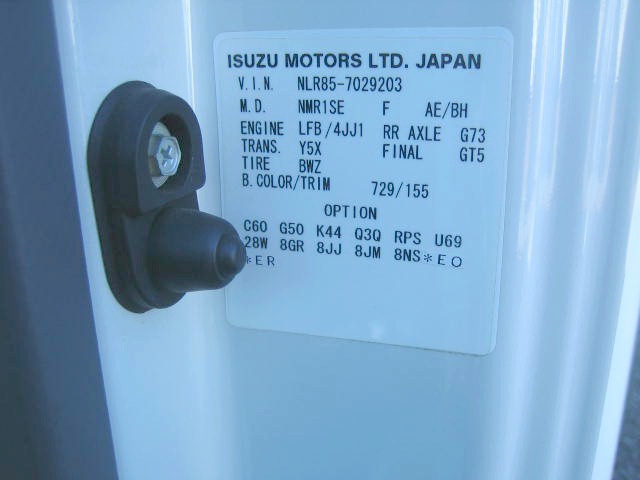 ISUZU MOTORS LTD. JAPAN
V.I.N. NLR85-7029203
M.D. NMR1SE F AE/BH
ENGINE LFB/4JJ1 RR AXLE G73
TRANS. Y5X FINAL GT5
TIRE BWZ
B.COLOR/TRIM 729/155
OPTION
C60 G50 K44 Q3Q RPS U69
28W 8GR 8JJ 8JM 8NS*EO
*ER